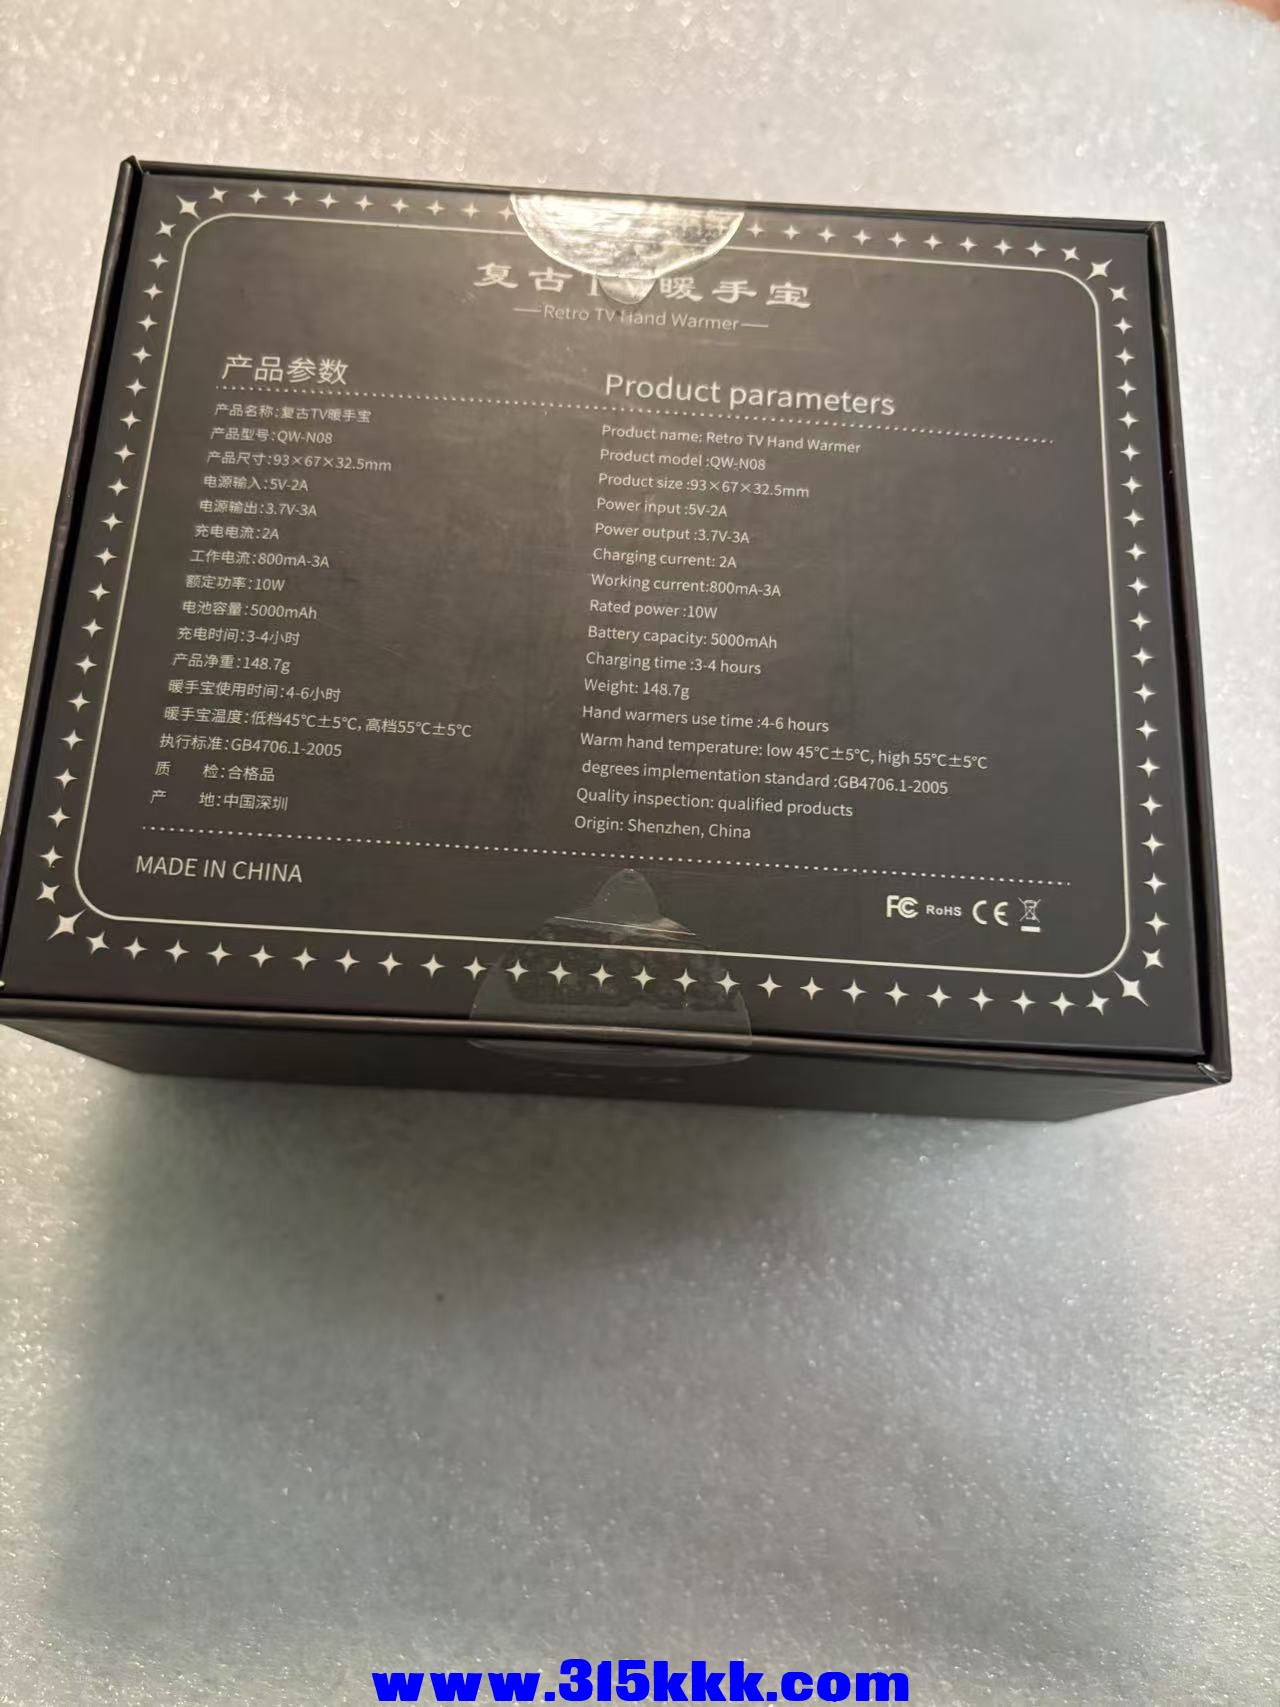 复古TV暖手宝
Retro TV Hand Warmer
产品参数
产品名称:复古TV暖手宝
产品型号:QW-N08
产品尺寸:93×67×32.5mm
电源输入:5V-2A
电源输出:3.7V-3A
充电电流:2A
工作电流:800mA-3A
额定功率:10W
电池容量:5000mAh
充电时间:3-4小时
产品净重:148.7g
暖手宝使用时间:4-6小时
暖手宝温度:低档45℃±5℃,高档55℃±5℃
执行标准:GB4706.1-2005
质 检:合格品
产 地:中国深圳
Product parameters
Product name: Retro TV Hand Warmer
Product model :QW-N08
Product size :93×67×32.5mm
Power input :5V-2A
Power output :3.7V-3A
Charging current: 2A
Working current:800mA-3A
Rated power :10W
Battery capacity: 5000mAh
Charging time :3-4 hours
Weight: 148.7g
Hand warmers use time :4-6 hours
Warm hand temperature: low 45℃±5℃, high 55℃±5℃
degrees implementation standard :GB4706.1-2005
Quality inspection: qualified products
Origin: Shenzhen, China
MADE IN CHINA
FC RoHS CE
www.315kkk.com